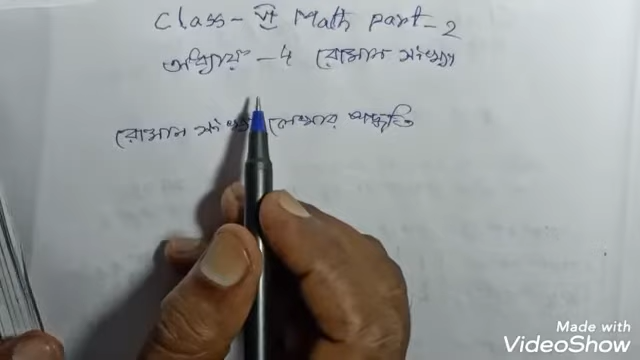 Class - VI Math part - 2
অধ্যায় - 4 রোমান সংখ্যা
রোমান সংখ্যা লেখার পদ্ধতি
Made with
VideoShow